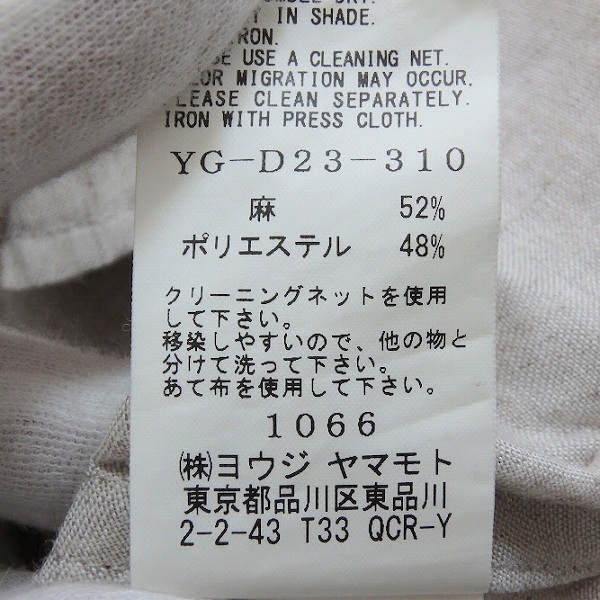 Y IN SHADE.
IRON.
USE A CLEANING NET.
MIGRATION MAY OCCUR.
PLEASE CLEAN SEPARATELY.
IRON WITH PRESS CLOTH.
YG-D23-310
麻 52%
ポリエステル 48%
クリーニングネットを使用
して下さい。
移染しやすいので、他の物と
分けて洗って下さい。
あて布を使用して下さい。
1066
㈱ヨウジ ヤマモト
東京都品川区東品川
2-2-43 T33 QCR-Y